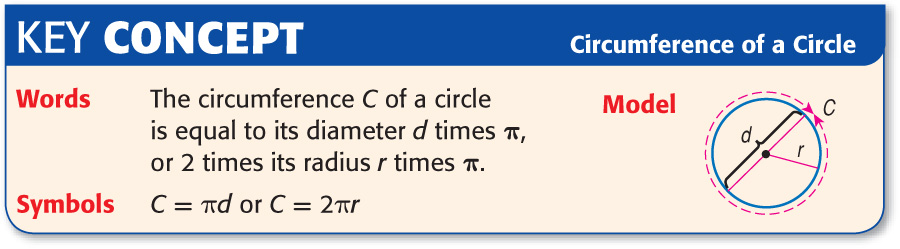 KEY CONCEPT
Circumference of a Circle
Words
The circumference C of a circle
is equal to its diameter d times π,
or 2 times its radius r times π.
Model
C
d
r
Symbols
C = πd or C = 2πr